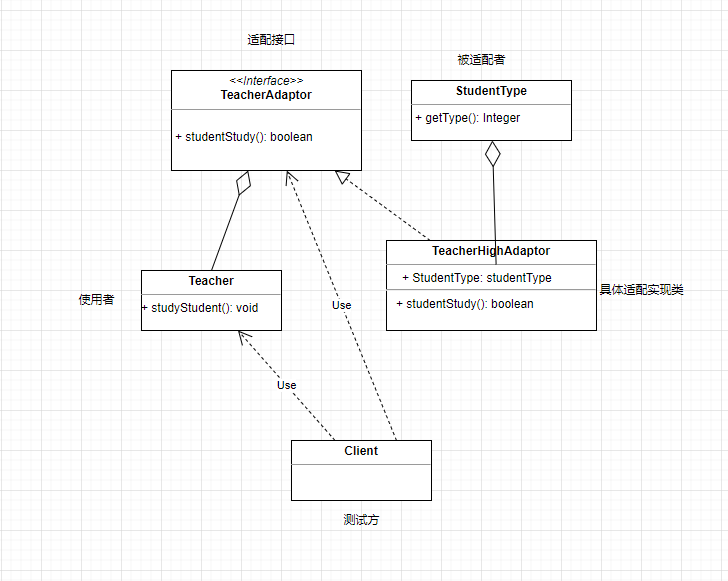 适配接口
被适配者
<<Interface>>
TeacherAdaptor
+ studentStudy(): boolean
StudentType
+ getType(): Integer
TeacherHighAdaptor
+ StudentType: studentType
+ studentStudy(): boolean
具体适配实现类
使用者
Teacher
+ studyStudent(): void
Use
Use
Client
测试方